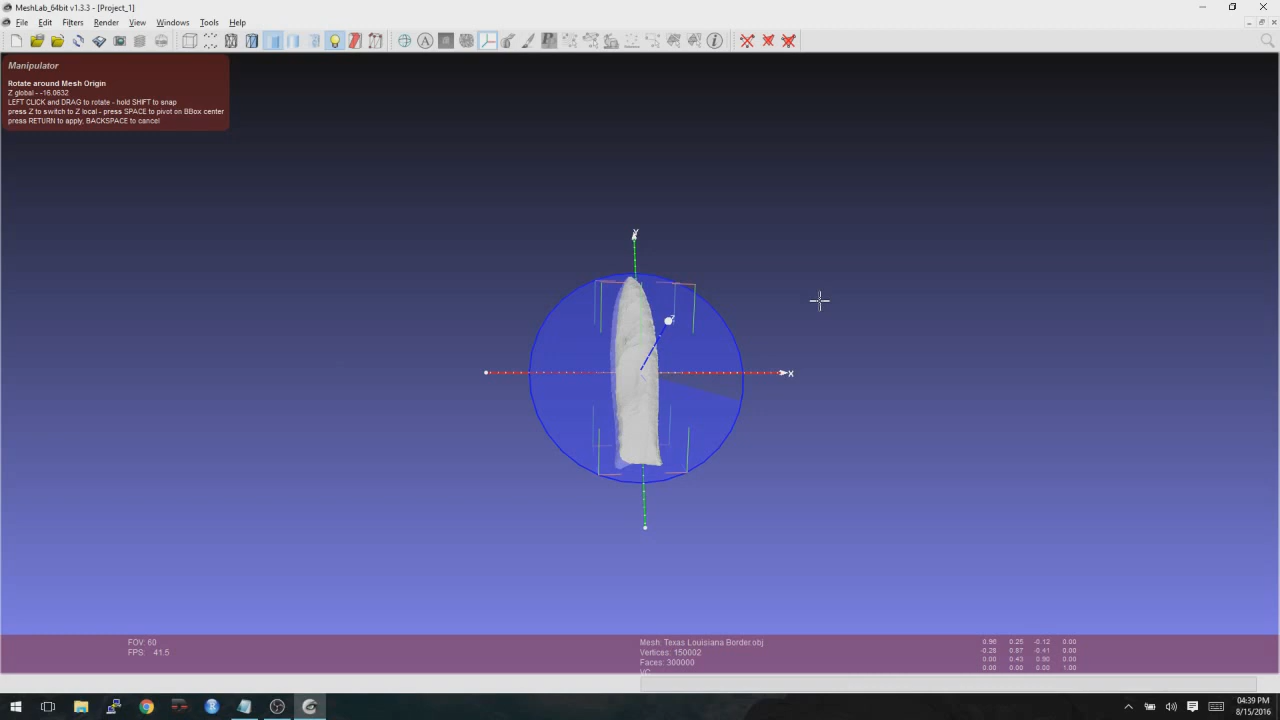 MeshLab_64bit v1.3.3 - [Project_1]
File Edit Filters Render View Windows Tools Help
Manipulator
Rotate around Mesh Origin
Z global - -16.0632
LEFT CLICK and DRAG to rotate - hold SHIFT to snap
press Z to switch to Z local - press SPACE to pivot on BBox center
press RETURN to apply, BACKSPACE to cancel
Y
Z
X
FOV: 60
FPS: 41.5
Mesh: Texas Louisiana Border.obj
Vertices: 150002
Faces: 300000
VC
0.96 0.25 -0.12 0.00
-0.28 0.87 -0.41 0.00
0.00 0.43 0.90 0.00
0.00 0.00 0.00 1.00
04:39 PM
8/15/2016